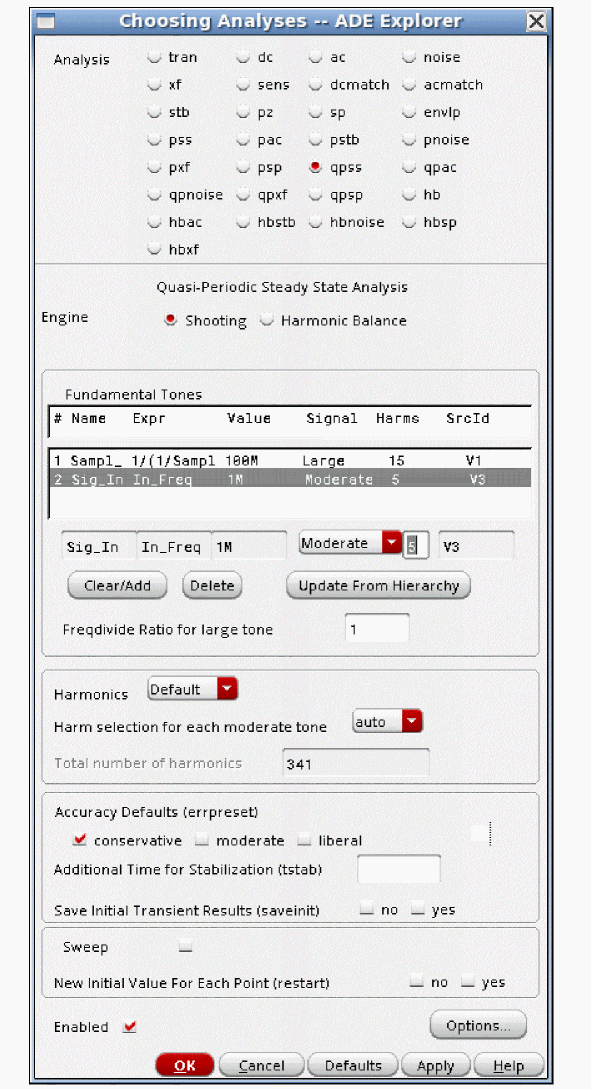 Choosing Analyses -- ADE Explorer
Analysis tran dc ac noise
xf sens dcmatch acmatch
stb pz sp envlp
pss pac pstb pnoise
pxf psp qpss qpac
qpnoise qpxf qpsp hb
hbac hbstb hbnoise hbsp
hbxf
Quasi-Periodic Steady State Analysis
Engine Shooting Harmonic Balance
Fundamental Tones
# Name Expr Value Signal Harms SrcId
1 Sampl_ 1/(1/Sampl 100M Large 15 V1
2 Sig_In In_Freq 1M Moderate 5 V3
Sig_In In_Freq 1M Moderate 5 V3
Clear/Add Delete Update From Hierarchy
Freqdivide Ratio for large tone 1
Harmonics Default
Harm selection for each moderate tone auto
Total number of harmonics 341
Accuracy Defaults (errpreset)
conservative moderate liberal
Additional Time for Stabilization (tstab)
Save Initial Transient Results (saveinit) no yes
Sweep
New Initial Value For Each Point (restart) no yes
Enabled Options...
OK Cancel Defaults Apply Help